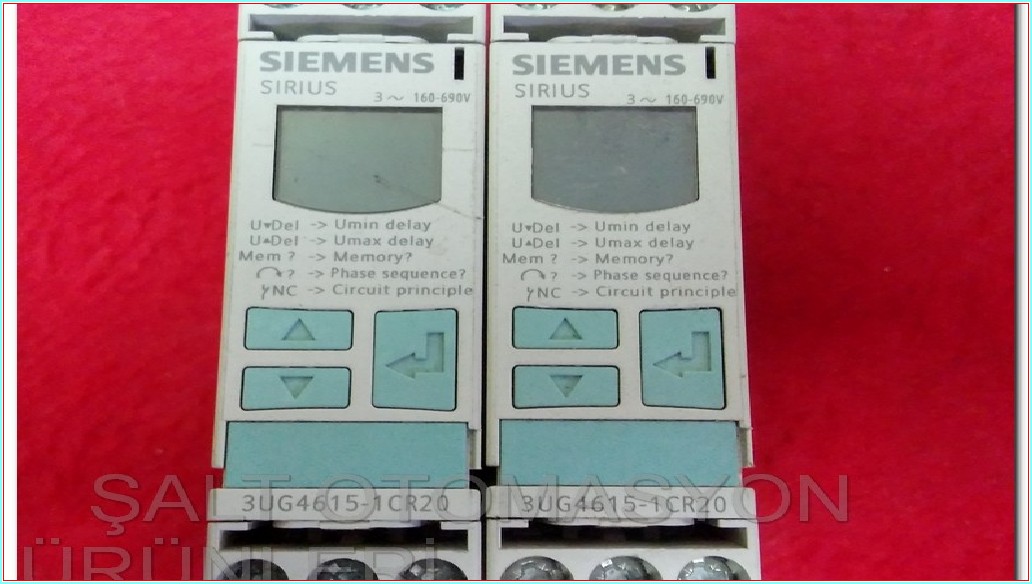 SIEMENS
SIRIUS
3 ~ 160-690V
U▾Del -> Umin delay
U▴Del -> Umax delay
Mem ? -> Memory?
? -> Phase sequence?
NC -> Circuit principle
3UG4615-1CR20
SIEMENS
SIRIUS
3 ~ 160-690V
U▾Del -> Umin delay
U▴Del -> Umax delay
Mem ? -> Memory?
? -> Phase sequence?
NC -> Circuit principle
3UG4615-1CR20
ŞALT OTOMASYON
ÜRÜNLERİ